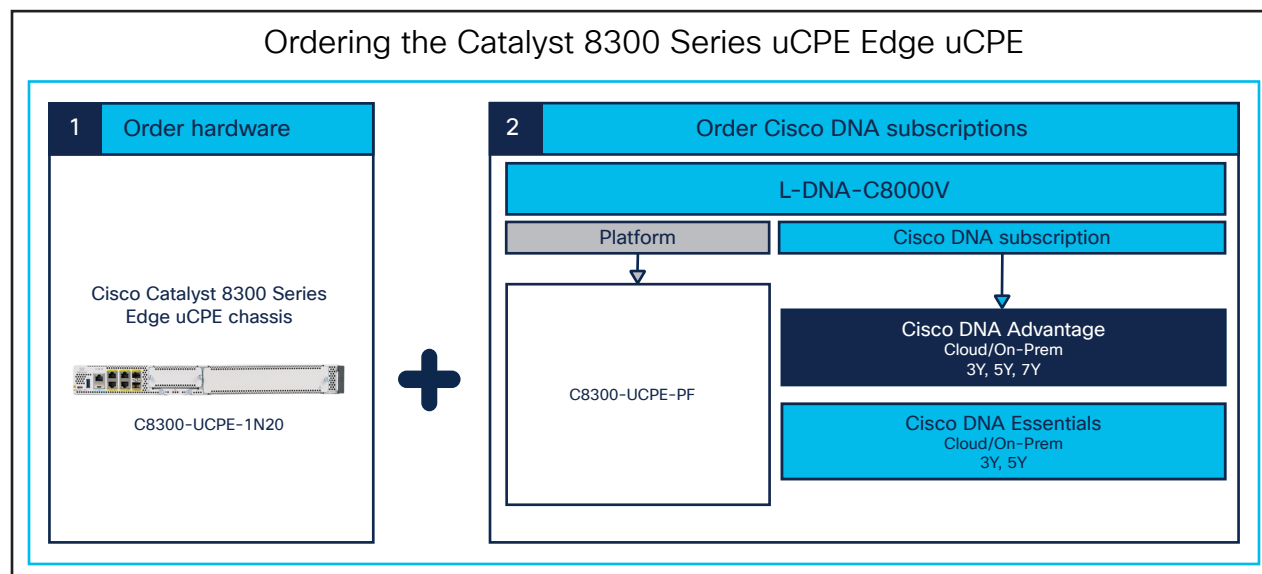 Ordering the Catalyst 8300 Series uCPE Edge uCPE
1 Order hardware
Cisco Catalyst 8300 Series
Edge uCPE chassis
C8300-UCPE-1N20
2 Order Cisco DNA subscriptions
L-DNA-C8000V
Platform
C8300-UCPE-PF
Cisco DNA subscription
Cisco DNA Advantage
Cloud/On-Prem
3Y, 5Y, 7Y
Cisco DNA Essentials
Cloud/On-Prem
3Y, 5Y